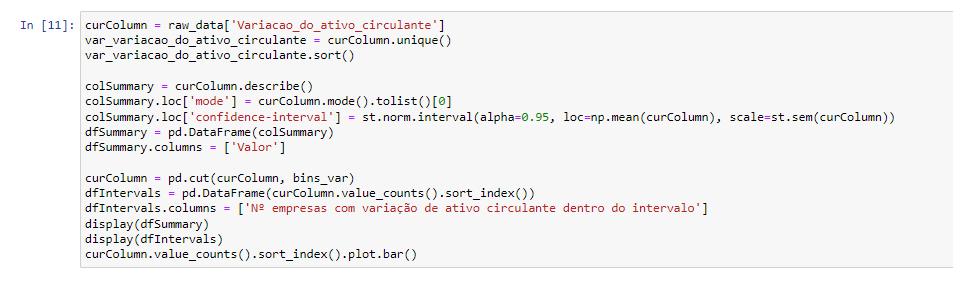 In [11]: curColumn = raw_data['Variacao_do_ativo_circulante']
var_variacao_do_ativo_circulante = curColumn.unique()
var_variacao_do_ativo_circulante.sort()
colSummary = curColumn.describe()
colSummary.loc['mode'] = curColumn.mode().tolist()[0]
colSummary.loc['confidence-interval'] = st.norm.interval(alpha=0.95, loc=np.mean(curColumn), scale=st.sem(curColumn))
dfSummary = pd.DataFrame(colSummary)
dfSummary.columns = ['Valor']
curColumn = pd.cut(curColumn, bins_var)
dfIntervals = pd.DataFrame(curColumn.value_counts().sort_index())
dfIntervals.columns = ['Nº empresas com variação de ativo circulante dentro do intervalo']
display(dfSummary)
display(dfIntervals)
curColumn.value_counts().sort_index().plot.bar()